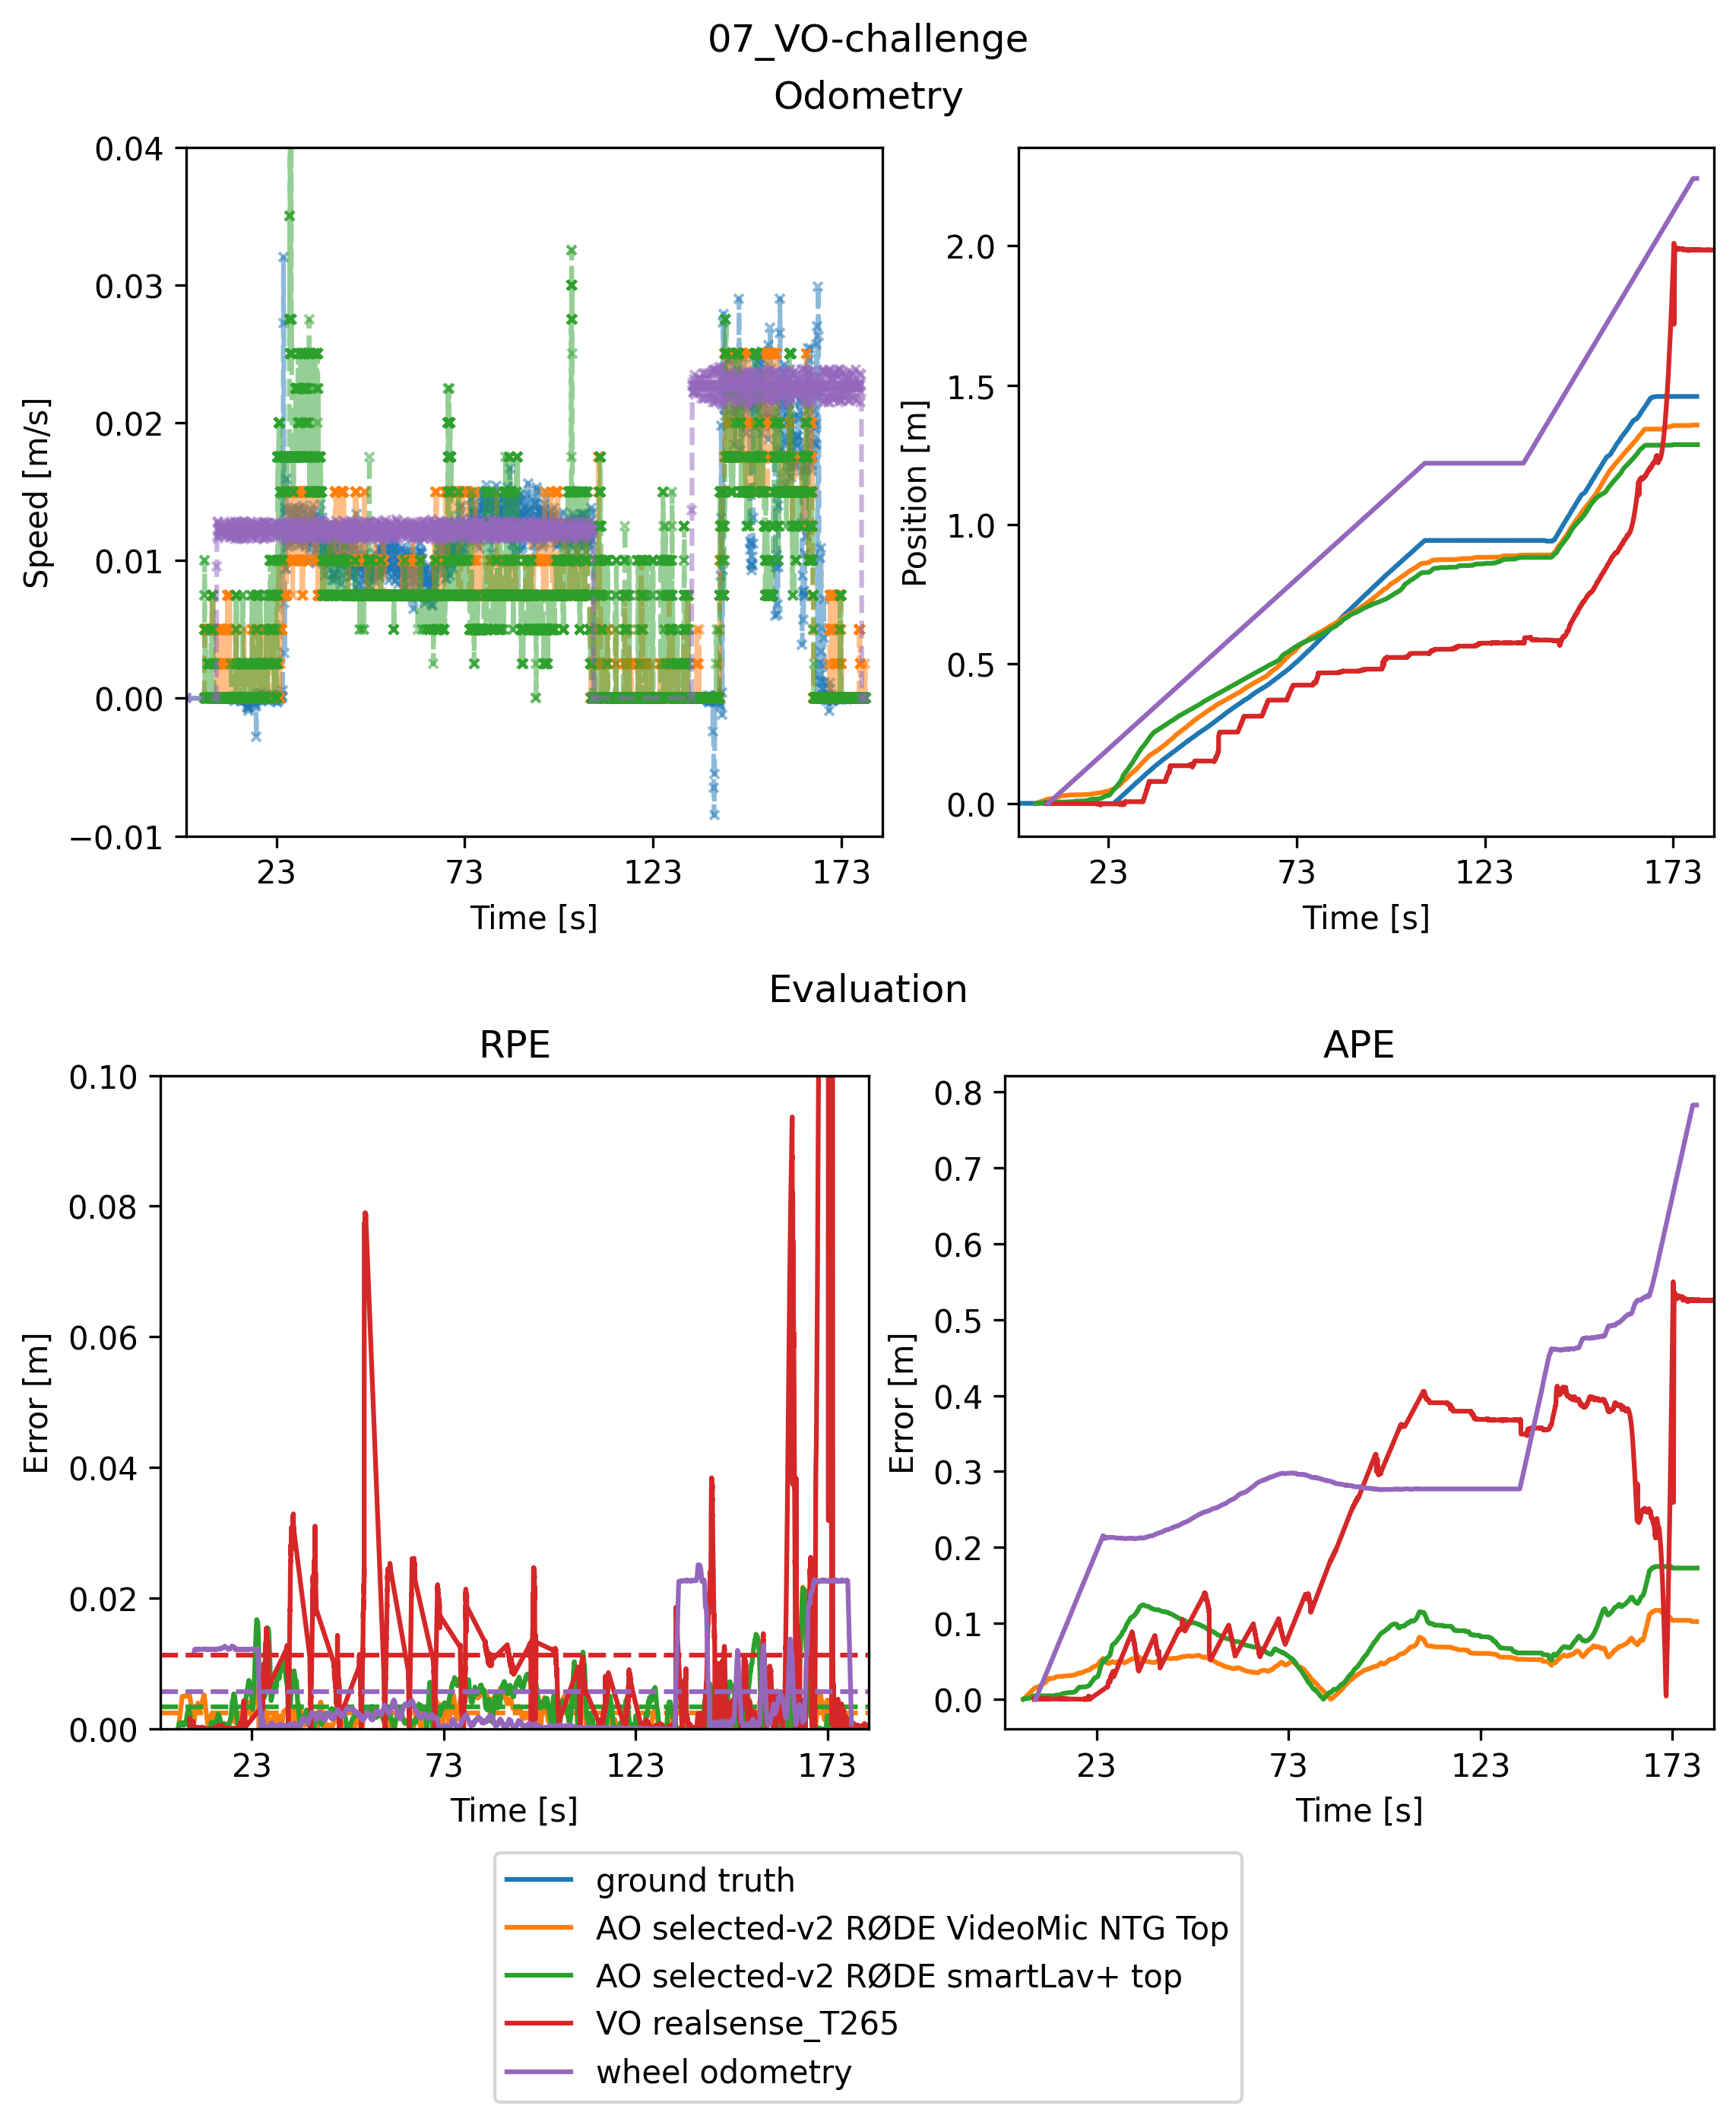 07_VO-challenge
Odometry
0.04
0.03
0.02
0.01
0.00
−0.01
Speed [m/s]
23
73
123
173
Time [s]
2.0
1.5
1.0
0.5
0.0
Position [m]
23
73
123
173
Time [s]
Evaluation
RPE
0.10
0.08
0.06
0.04
0.02
0.00
Error [m]
23
73
123
173
Time [s]
APE
0.8
0.7
0.6
0.5
0.4
0.3
0.2
0.1
0.0
Error [m]
23
73
123
173
Time [s]
ground truth
AO selected-v2 RØDE VideoMic NTG Top
AO selected-v2 RØDE smartLav+ top
VO realsense_T265
wheel odometry